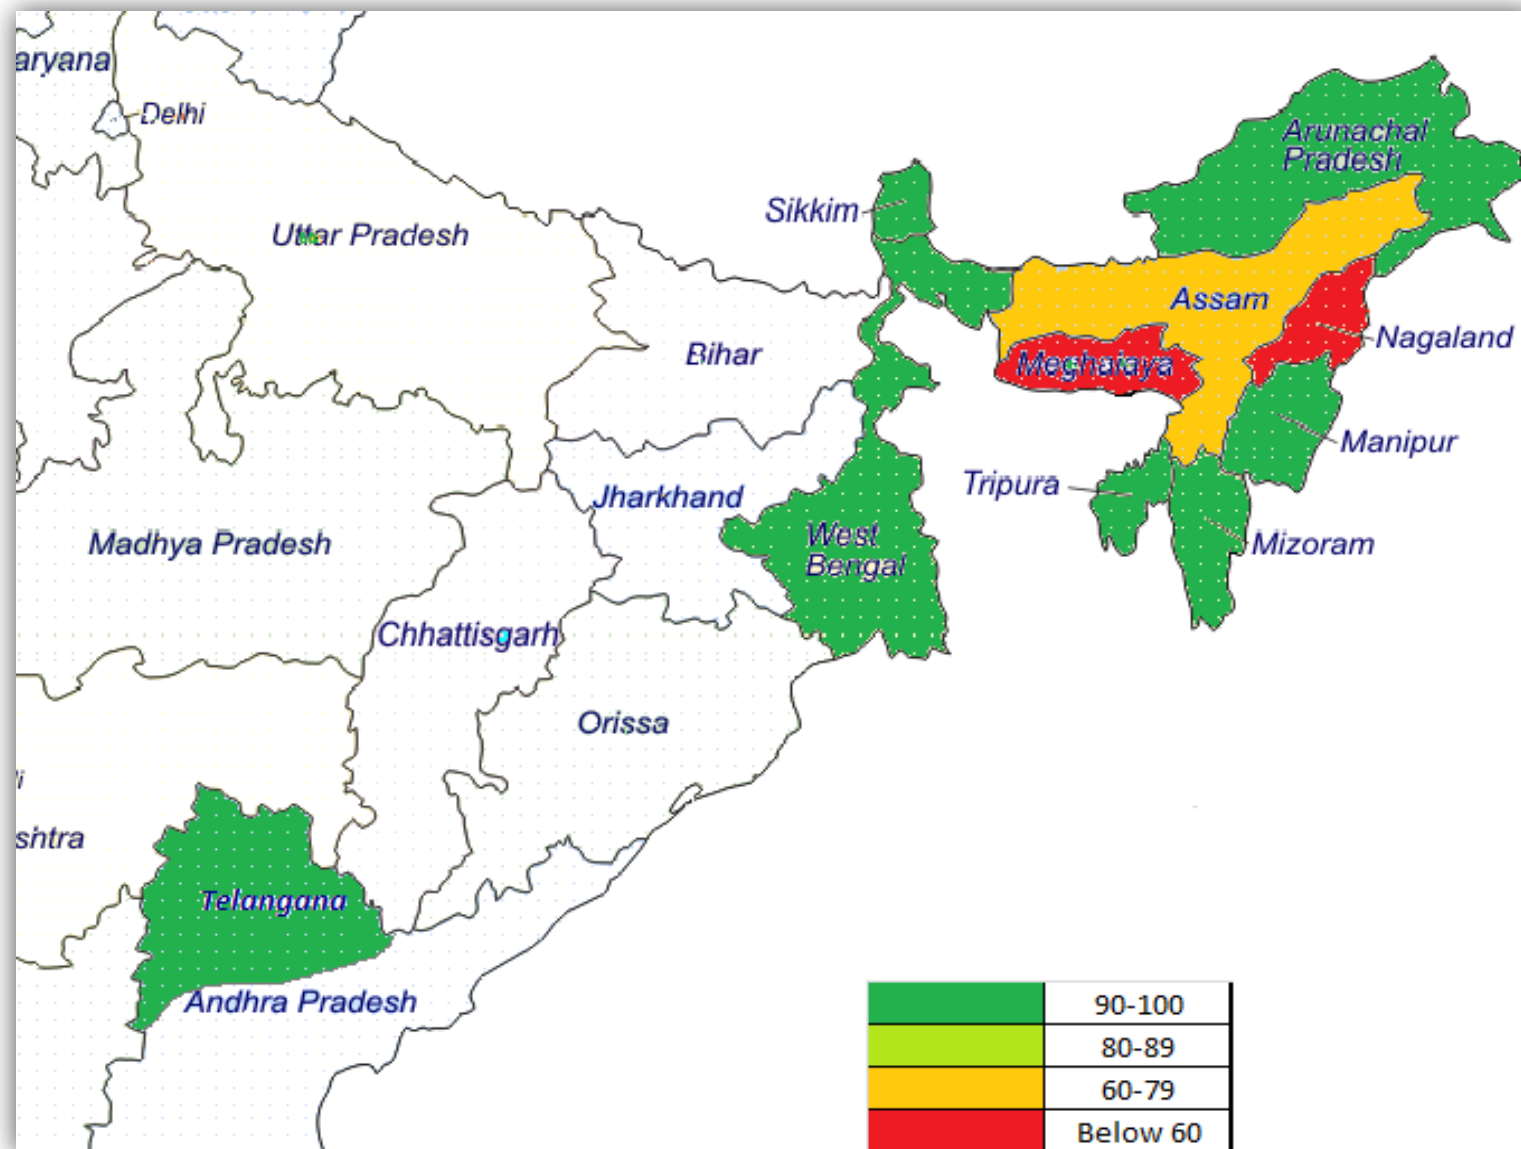 aryana
Delhi
Arunachal
Pradesh
Sikkim
Uttar Pradesh
Assam
Nagaland
Bihar
Meghalaya
Manipur
Tripura
Jharkhand
West
Bengal
Mizoram
Madhya Pradesh
Chhattisgarh
Orissa
li
shtra
Telangana
Andhra Pradesh
90-100
80-89
60-79
Below 60